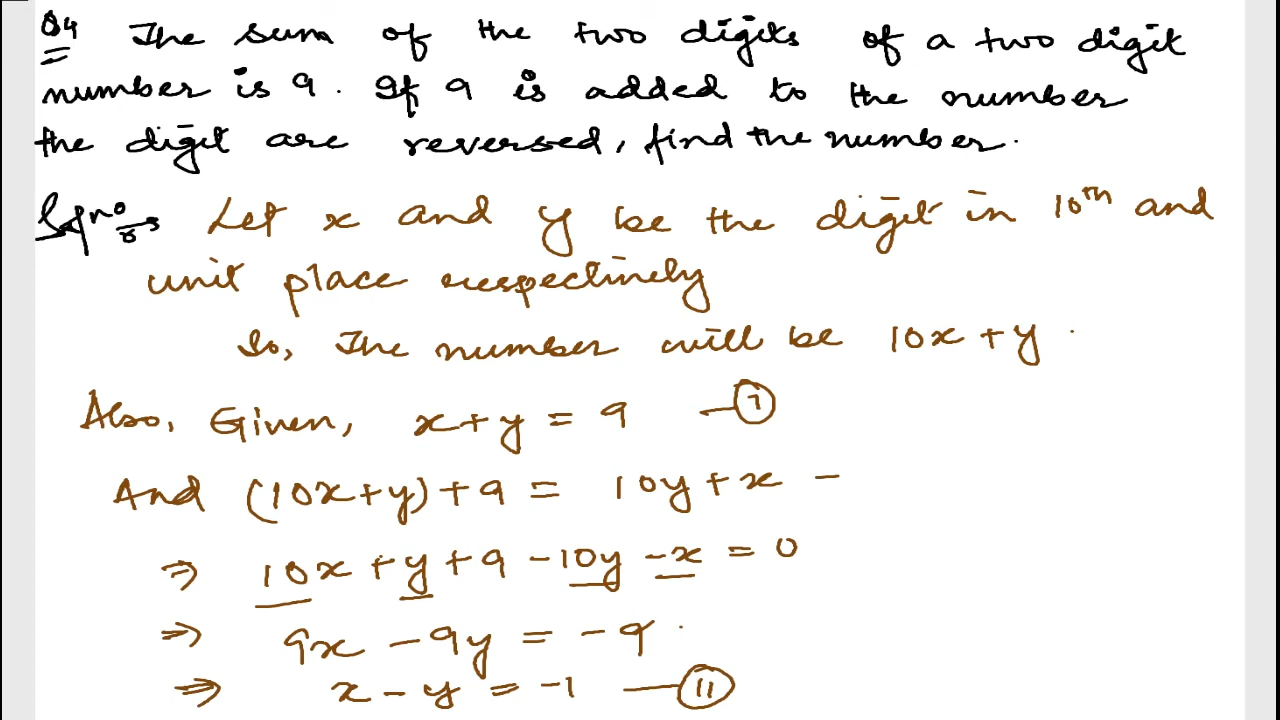 Q4 The sum of the two digits of a two digit
number is 9. If 9 is added to the number
the digit are reversed, find the number.
Solno Let x and y be the digit in 10th and
unit place respectively
So, The number will be 10x+y.
Also, Given, x+y = 9 —(1)
And (10x+y)+9 = 10y+x —
⇒ 10x+y+9-10y-x = 0
⇒ 9x-9y = -9.
⇒ x-y = -1 —(11)